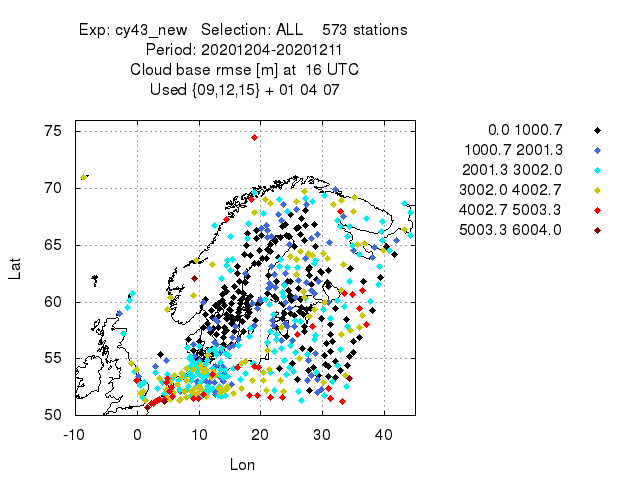 Exp: cy43_new Selection: ALL 573 stations
Period: 20201204-20201211
Cloud base rmse [m] at 16 UTC
Used {09,12,15} + 01 04 07
0.0 1000.7
1000.7 2001.3
2001.3 3002.0
3002.0 4002.7
4002.7 5003.3
5003.3 6004.0
75
70
65
60
55
50
Lat
-10 0 10 20 30 40
Lon